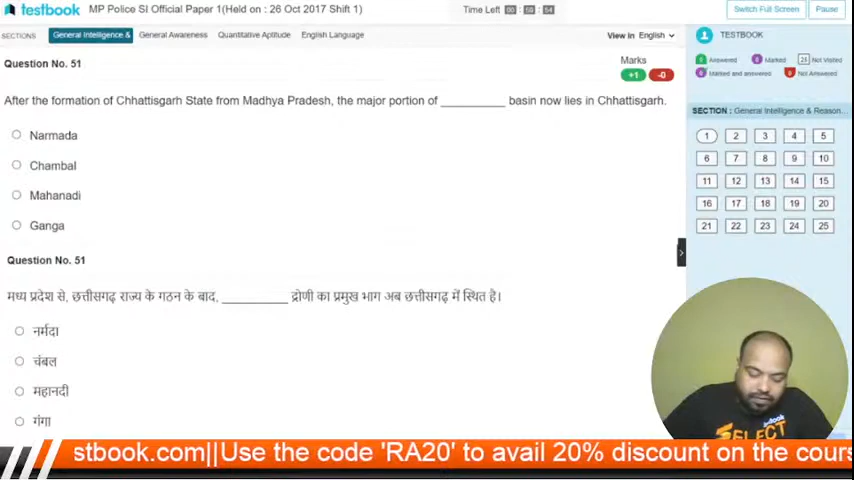 testbook MP Police SI Official Paper 1(Held on : 26 Oct 2017 Shift 1) Time Left Switch Full Screen Pause
SECTIONS General Intelligence & General Awareness Quantitative Aptitude English Language View in English TESTBOOK
Question No. 51 Marks
+1 -0
Answered Marked 25 Not Visited
Marked and answered 0 Not Answered
After the formation of Chhattisgarh State from Madhya Pradesh, the major portion of __________ basin now lies in Chhattisgarh.
SECTION : General Intelligence & Reason...
Narmada
Chambal
Mahanadi
Ganga
1 2 3 4 5
6 7 8 9 10
11 12 13 14 15
16 17 18 19 20
21 22 23 24 25
Question No. 51
मध्य प्रदेश से, छत्तीसगढ़ राज्य के गठन के बाद, __________ द्रोणी का प्रमुख भाग अब छत्तीसगढ़ में स्थित है।
नर्मदा
चंबल
महानदी
गंगा
SELECT
stbook.com||Use the code 'RA20' to avail 20% discount on the cours